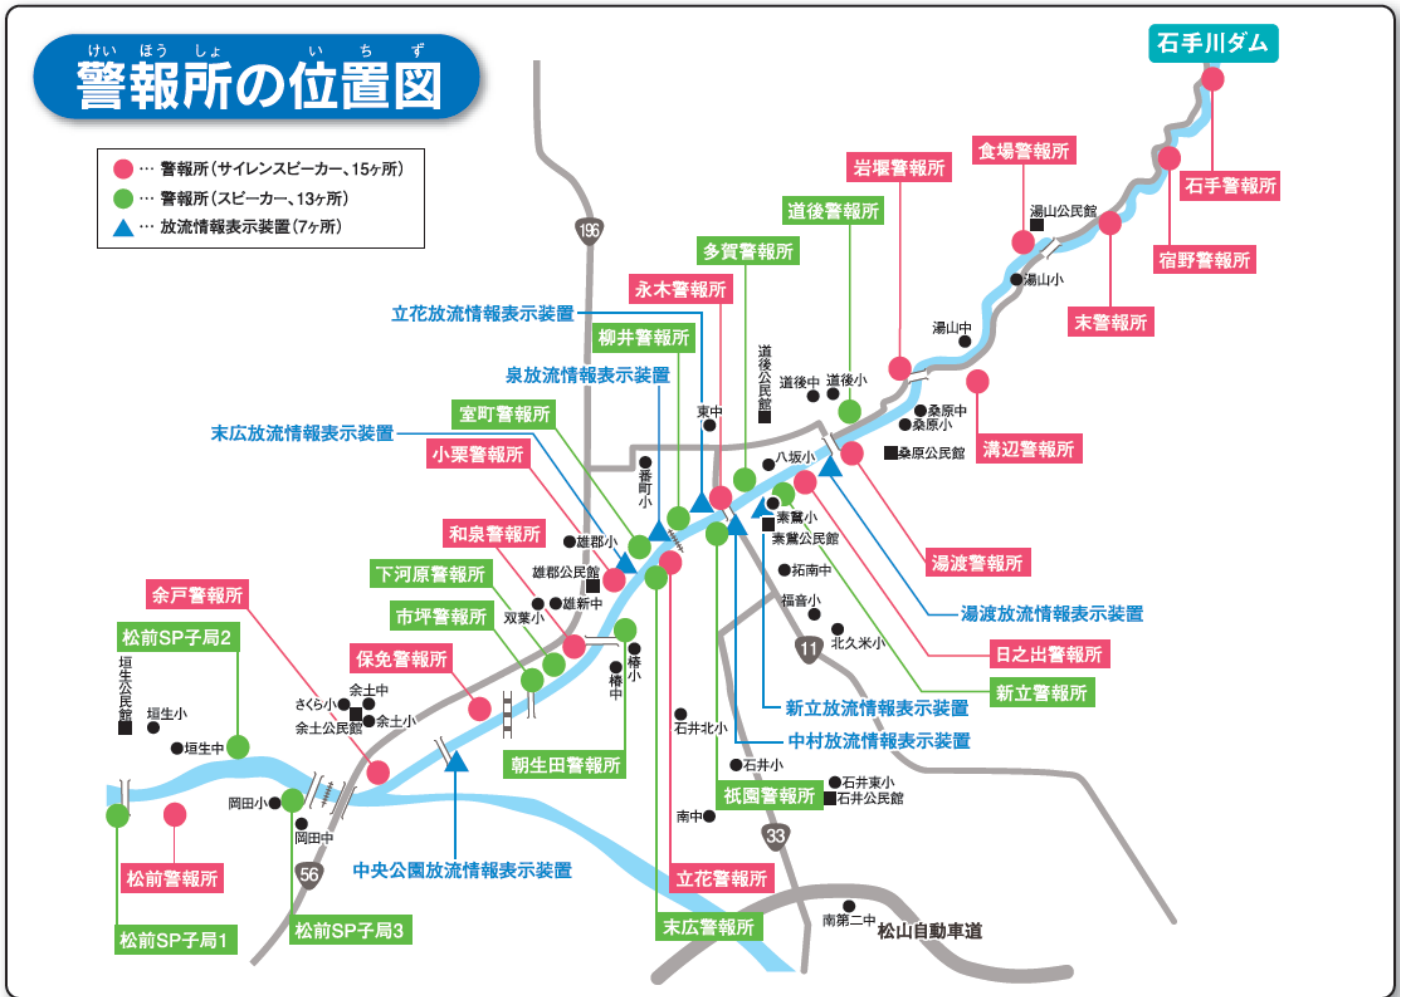 けいほうしょ いちず
警報所の位置図
石手川ダム
… 警報所（サイレンスピーカー、15ヶ所）
… 警報所（スピーカー、13ヶ所）
… 放流情報表示装置（7ヶ所）
食場警報所
岩堰警報所
石手警報所
湯山公民館
道後警報所
196
多賀警報所
宿野警報所
湯山小
永木警報所
立花放流情報表示装置
末警報所
湯山中
柳井警報所
道後公民館
泉放流情報表示装置
道後中
道後小
室町警報所
東中
桑原中
桑原小
末広放流情報表示装置
溝辺警報所
小栗警報所
八坂小
桑原公民館
番町小
素鵞小
和泉警報所
雄郡小
素鵞公民館
湯渡警報所
下河原警報所
雄郡公民館
拓南中
余戸警報所
双葉小
雄新中
福音小
湯渡放流情報表示装置
市坪警報所
松前SP子局2
北久米小
11
保免警報所
椿小
日之出警報所
垣生公民館
椿中
余土中
さくら小
新立警報所
垣生小
余土公民館
余土小
新立放流情報表示装置
石井北小
垣生中
中村放流情報表示装置
朝生田警報所
石井小
石井東小
岡田小
祇園警報所
石井公民館
南中
岡田中
33
中央公園放流情報表示装置
56
松前警報所
立花警報所
南第二中
末広警報所
松山自動車道
松前SP子局3
松前SP子局1